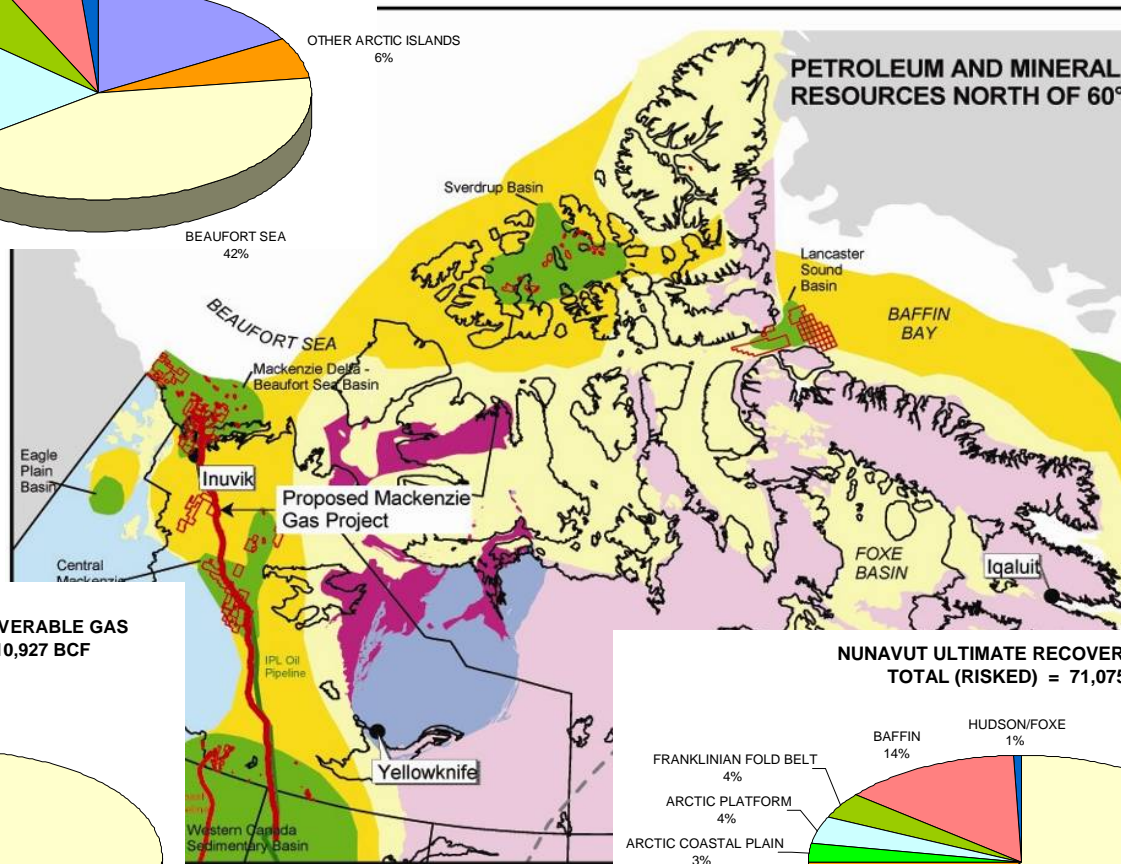 OTHER ARCTIC ISLANDS
6%
BEAUFORT SEA
42%
PETROLEUM AND MINERAL
RESOURCES NORTH OF 60°
Sverdrup Basin
Lancaster
Sound
Basin
BAFFIN
BAY
BEAUFORT SEA
Mackenzie Delta -
Beaufort Sea Basin
Eagle
Plain
Basin
Inuvik
Proposed Mackenzie
Gas Project
Central
Mackenzie
FOXE
BASIN
Iqaluit
IPL Oil
Pipeline
Yellowknife
Western Canada
Sedimentary Basin
VERABLE GAS
0,927 BCF
NUNAVUT ULTIMATE RECOVER
TOTAL (RISKED) = 71,075
HUDSON/FOXE
1%
BAFFIN
14%
FRANKLINIAN FOLD BELT
4%
ARCTIC PLATFORM
4%
ARCTIC COASTAL PLAIN
3%